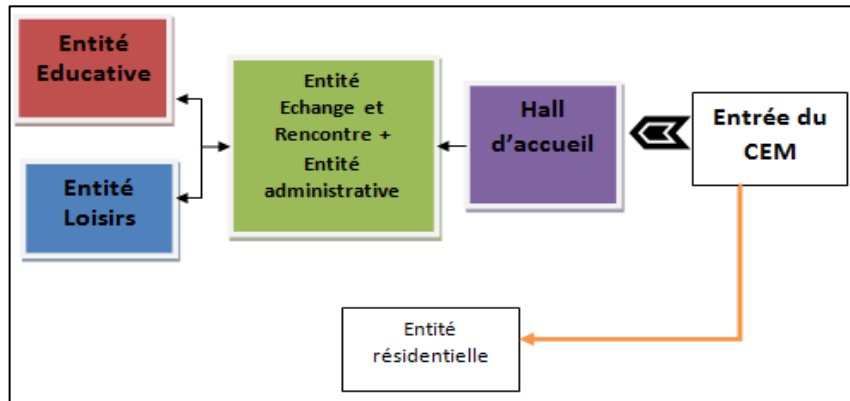 Entité
Educative
Entité
Loisirs
Entité
Echange et
Rencontre +
Entité
administrative
Hall
d’accueil
Entrée du
CEM
Entité
résidentielle